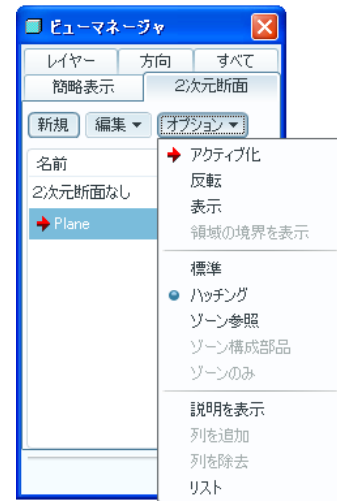 ビューマネージャ
レイヤー 方向 すべて
簡略表示 2次元断面
新規 編集 オプション
名前
2次元断面なし
Plane
アクティブ化
反転
表示
領域の境界を表示
標準
ハッチング
ゾーン参照
ゾーン構成部品
ゾーンのみ
説明を表示
列を追加
列を除去
リスト